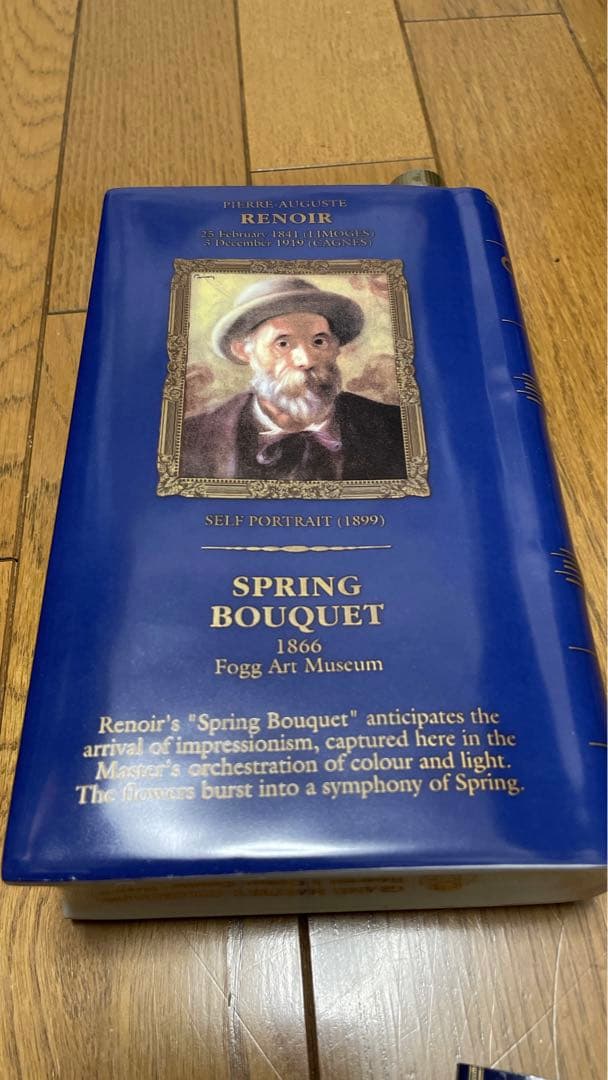 PIERRE-AUGUSTE
RENOIR
25 February 1841 (LIMOGES)
3 December 1919 (CAGNES)
SELF PORTRAIT (1899)
SPRING
BOUQUET
1866
Fogg Art Museum
Renoir's "Spring Bouquet" anticipates the
arrival of impressionism, captured here in the
Master's orchestration of colour and light.
The flowers burst into a symphony of Spring.